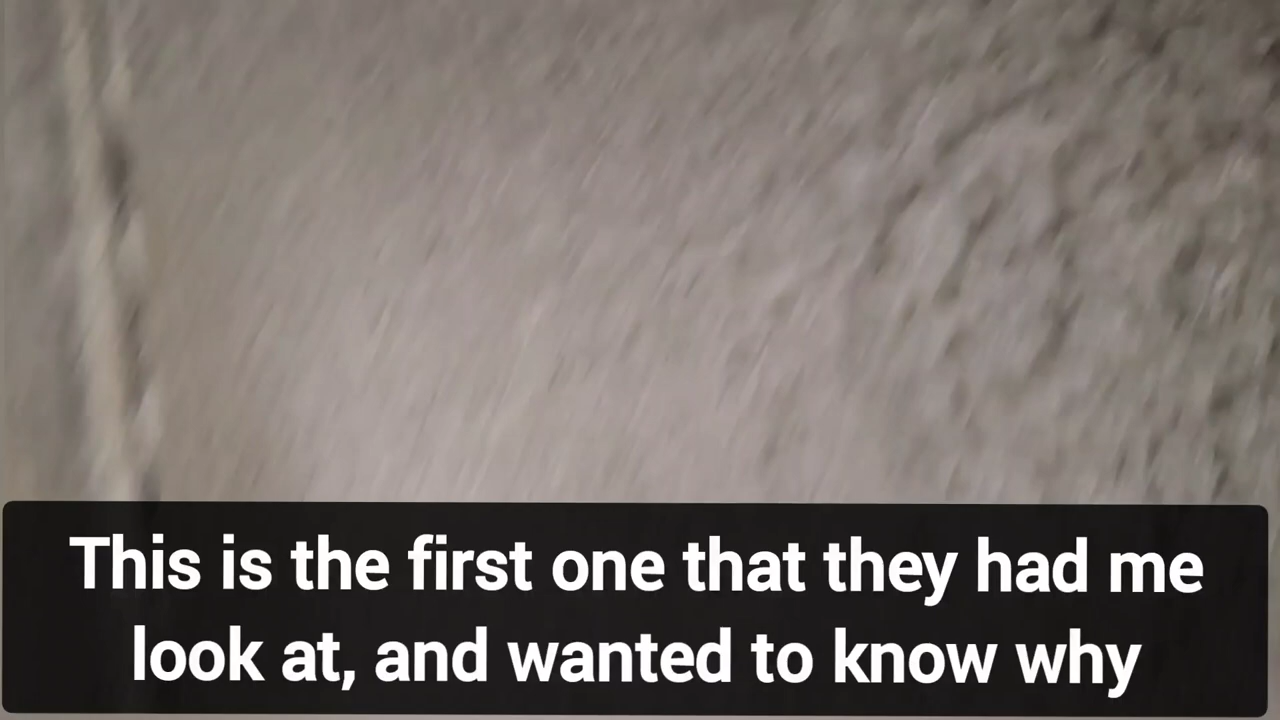 This is the first one that they had me
look at, and wanted to know why